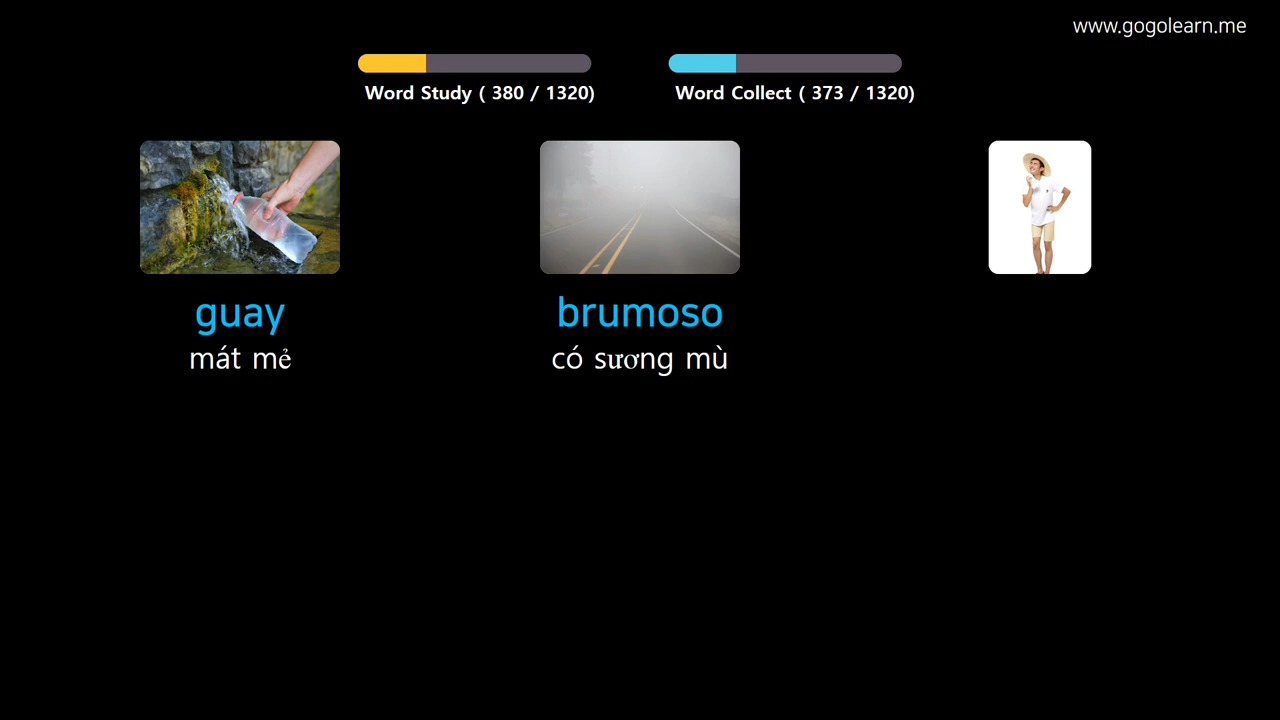 www.gogolearn.me
Word Study ( 380 / 1320)
Word Collect ( 373 / 1320)
guay
mát mẻ
brumoso
có sương mù